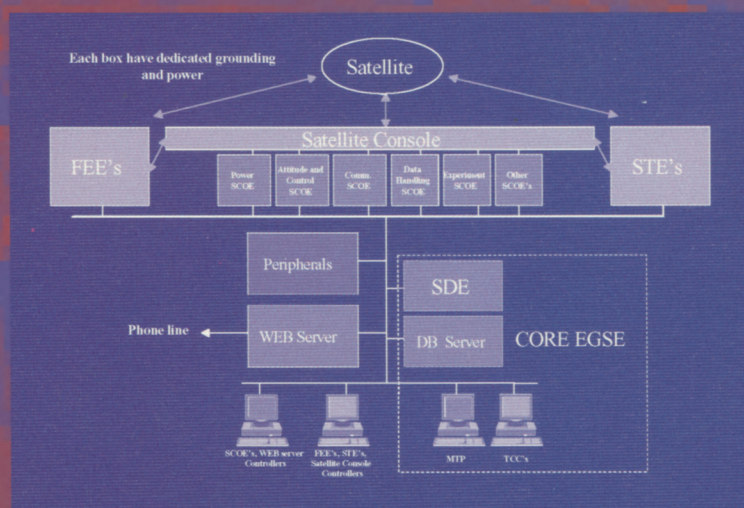 Each box have dedicated grounding
and power
Satellite
Satellite Console
FEE's
STE's
Power
SCOE
Attitude and
Control
SCOE
Comm.
SCOE
Data
Handling
SCOE
Experiment
SCOE
Other
SCOE's
Peripherals
SDE
Phone line
WEB Server
DB Server
CORE EGSE
SCOE's, WEB server
Controllers
FEE's, STE's,
Satellite Console
Controllers
MTP
TCC's